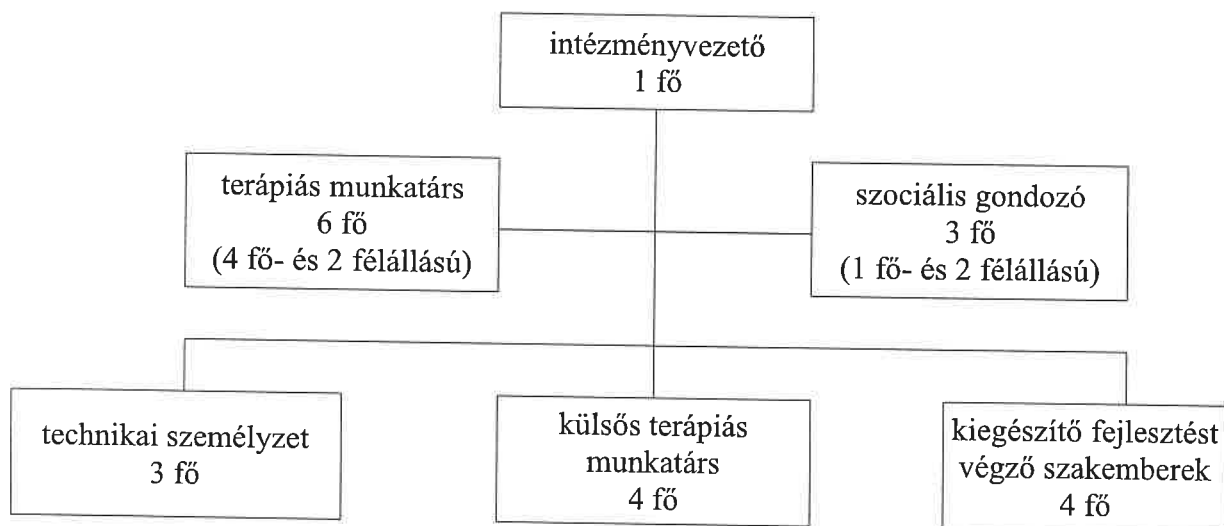 intézményvezető
1 fő
terápiás munkatárs
6 fő
(4 fő- és 2 félállású)
szociális gondozó
3 fő
(1 fő- és 2 félállású)
technikai személyzet
3 fő
külsős terápiás
munkatárs
4 fő
kiegészítő fejlesztést
végző szakemberek
4 fő